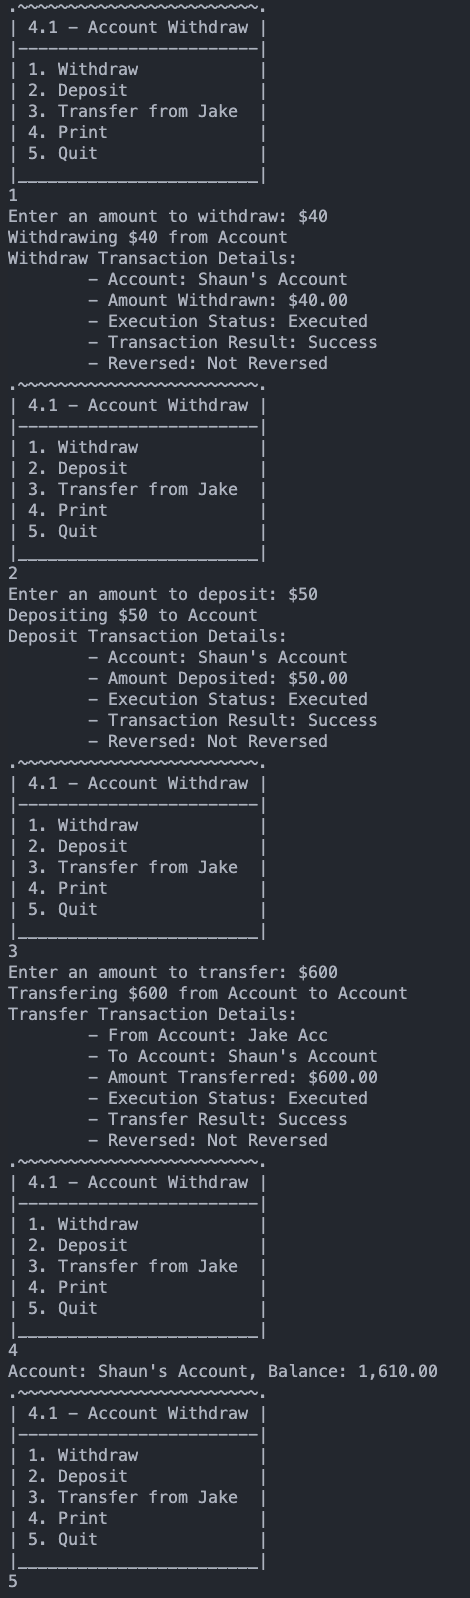 .~~~~~~~~~~~~~~~~~~~~~~~~.
| 4.1 - Account Withdraw |
|------------------------|
| 1. Withdraw            |
| 2. Deposit             |
| 3. Transfer from Jake  |
| 4. Print               |
| 5. Quit                |
|________________________|
1
Enter an amount to withdraw: $40
Withdrawing $40 from Account
Withdraw Transaction Details:
        - Account: Shaun's Account
        - Amount Withdrawn: $40.00
        - Execution Status: Executed
        - Transaction Result: Success
        - Reversed: Not Reversed
.~~~~~~~~~~~~~~~~~~~~~~~~.
| 4.1 - Account Withdraw |
|------------------------|
| 1. Withdraw            |
| 2. Deposit             |
| 3. Transfer from Jake  |
| 4. Print               |
| 5. Quit                |
|________________________|
2
Enter an amount to deposit: $50
Depositing $50 to Account
Deposit Transaction Details:
        - Account: Shaun's Account
        - Amount Deposited: $50.00
        - Execution Status: Executed
        - Transaction Result: Success
        - Reversed: Not Reversed
.~~~~~~~~~~~~~~~~~~~~~~~~.
| 4.1 - Account Withdraw |
|------------------------|
| 1. Withdraw            |
| 2. Deposit             |
| 3. Transfer from Jake  |
| 4. Print               |
| 5. Quit                |
|________________________|
3
Enter an amount to transfer: $600
Transfering $600 from Account to Account
Transfer Transaction Details:
        - From Account: Jake Acc
        - To Account: Shaun's Account
        - Amount Transferred: $600.00
        - Execution Status: Executed
        - Transfer Result: Success
        - Reversed: Not Reversed
.~~~~~~~~~~~~~~~~~~~~~~~~.
| 4.1 - Account Withdraw |
|------------------------|
| 1. Withdraw            |
| 2. Deposit             |
| 3. Transfer from Jake  |
| 4. Print               |
| 5. Quit                |
|________________________|
4
Account: Shaun's Account, Balance: 1,610.00
.~~~~~~~~~~~~~~~~~~~~~~~~.
| 4.1 - Account Withdraw |
|------------------------|
| 1. Withdraw            |
| 2. Deposit             |
| 3. Transfer from Jake  |
| 4. Print               |
| 5. Quit                |
|________________________|
5